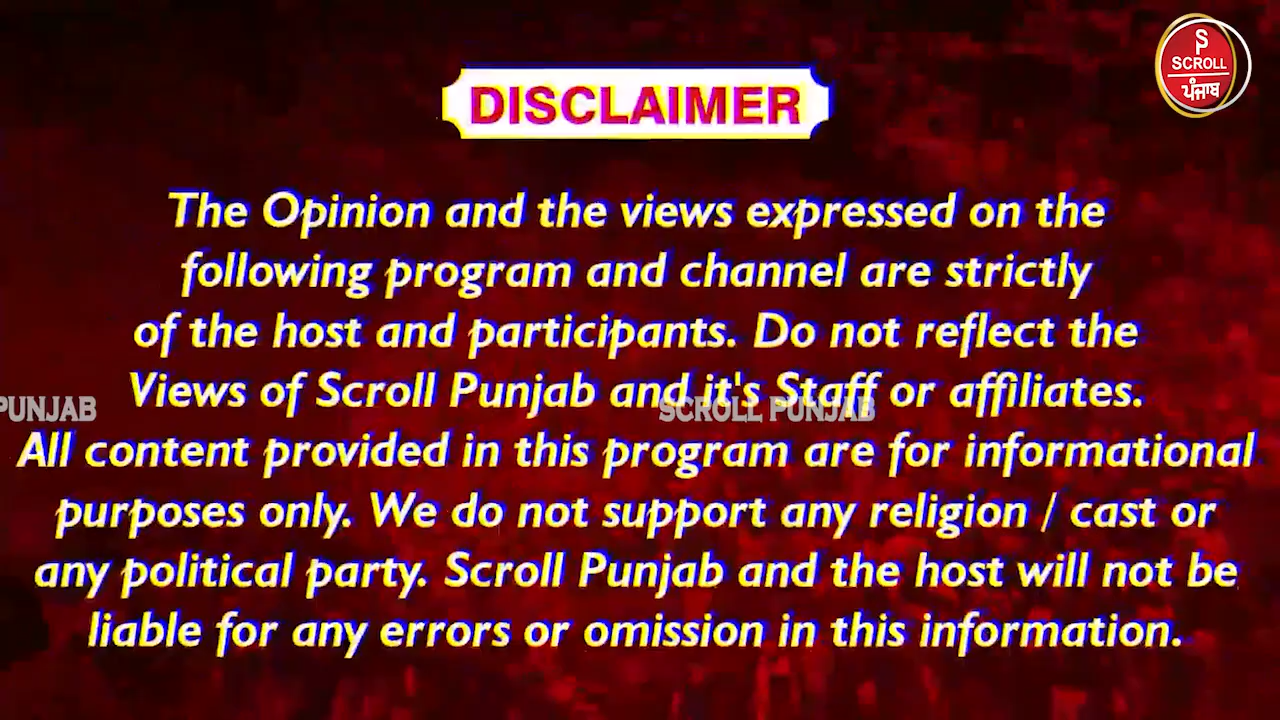 S
P
SCROLL
ਪੰਜਾਬ
DISCLAIMER
The Opinion and the views expressed on the
following program and channel are strictly
of the host and participants. Do not reflect the
Views of Scroll Punjab and it's Staff or affiliates.
PUNJAB
SCROLL PUNJAB
All content provided in this program are for informational
purposes only. We do not support any religion / cast or
any political party. Scroll Punjab and the host will not be
liable for any errors or omission in this information.